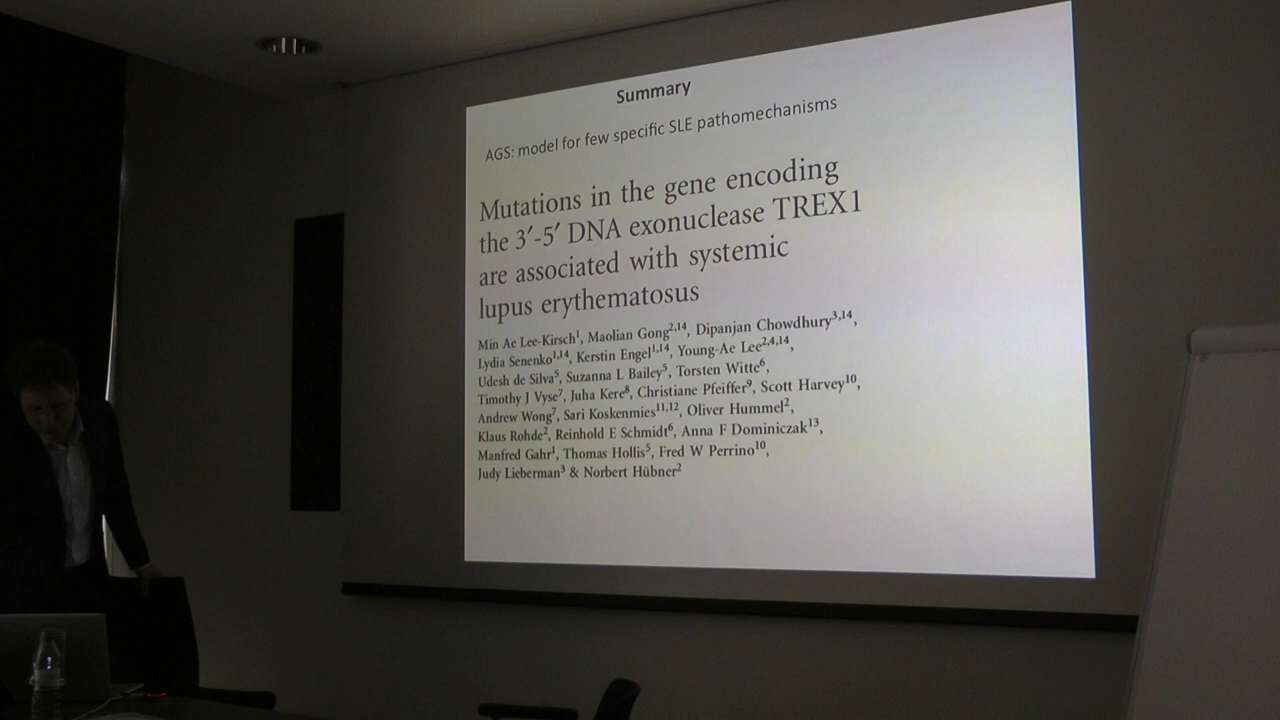 Summary
AGS: model for few specific SLE pathomechanisms
Mutations in the gene encoding
the 3′-5′ DNA exonuclease TREX1
are associated with systemic
lupus erythematosus
Min Ae Lee-Kirsch¹, Maolian Gong²,¹⁴, Dipanjan Chowdhury³,¹⁴,
Lydia Senenko¹,¹⁴, Kerstin Engel¹,¹⁴, Young-Ae Lee²,⁴,¹⁴,
Udesh de Silva⁵, Suzanna L Bailey⁵, Torsten Witte⁶,
Timothy J Vyse⁷, Juha Kere⁸, Christiane Pfeiffer⁹, Scott Harvey¹⁰,
Andrew Wong⁷, Sari Koskenmies¹¹,¹², Oliver Hummel²,
Klaus Rohde², Reinhold E Schmidt⁶, Anna F Dominiczak¹³,
Manfred Gahr¹, Thomas Hollis⁵, Fred W Perrino¹⁰,
Judy Lieberman³ & Norbert Hübner²